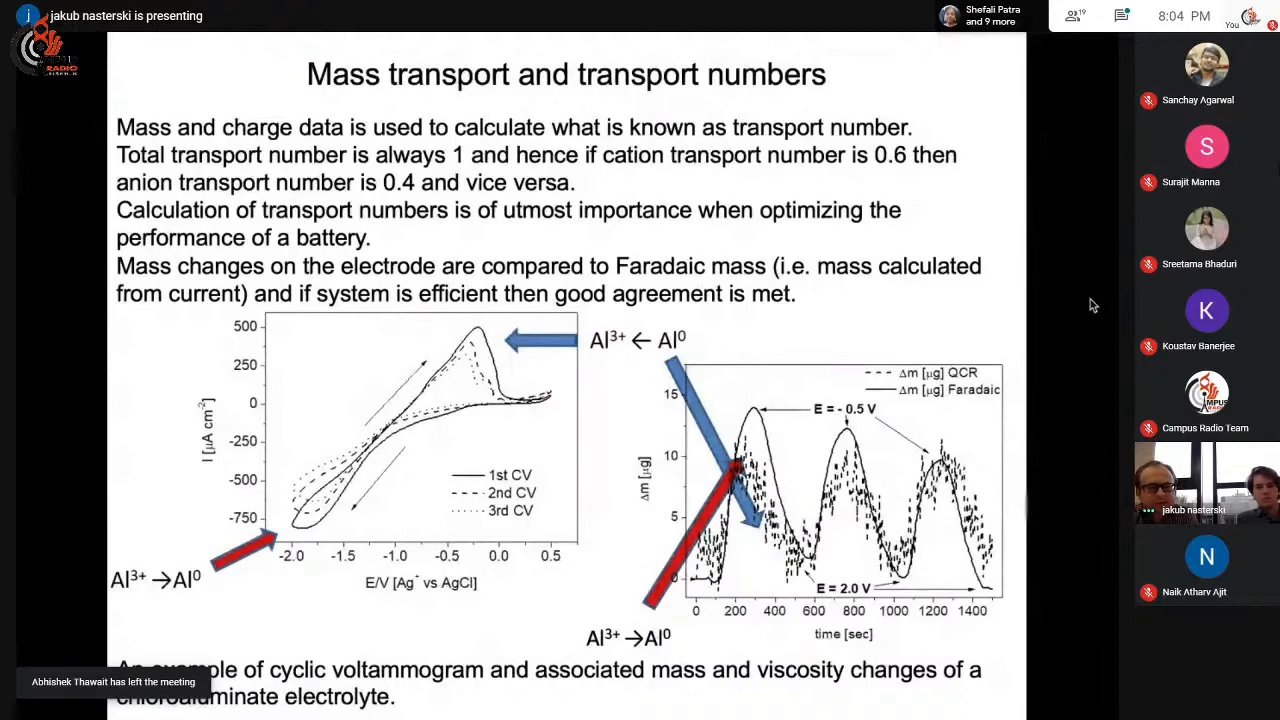 jakub nasterski is presenting
Shefali Patra
and 9 more
19
8:04 PM
You
Mass transport and transport numbers
Mass and charge data is used to calculate what is known as transport number.
Total transport number is always 1 and hence if cation transport number is 0.6 then
anion transport number is 0.4 and vice versa.
Calculation of transport numbers is of utmost importance when optimizing the
performance of a battery.
Mass changes on the electrode are compared to Faradaic mass (i.e. mass calculated
from current) and if system is efficient then good agreement is met.
500
250
0
-250
-500
-750
I [µA cm⁻²]
1st CV
2nd CV
3rd CV
-2.0 -1.5 -1.0 -0.5 0.0 0.5
E/V [Ag⁺ vs AgCl]
Al³⁺ →Al⁰
Al³⁺ ← Al⁰
Δm [µg] QCR
Δm [µg] Faradaic
15
10
5
0
Δm [µg]
E = - 0.5 V
E = 2.0 V
0 200 400 600 800 1000 1200 1400
time [sec]
Al³⁺ →Al⁰
An example of cyclic voltammogram and associated mass and viscosity changes of a
chloroaluminate electrolyte.
Abhishek Thawait has left the meeting
Sanchay Agarwal
S
Surajit Manna
Sreetama Bhaduri
K
Koustav Banerjee
Campus Radio Team
jakub nasterski
N
Naik Atharv Ajit